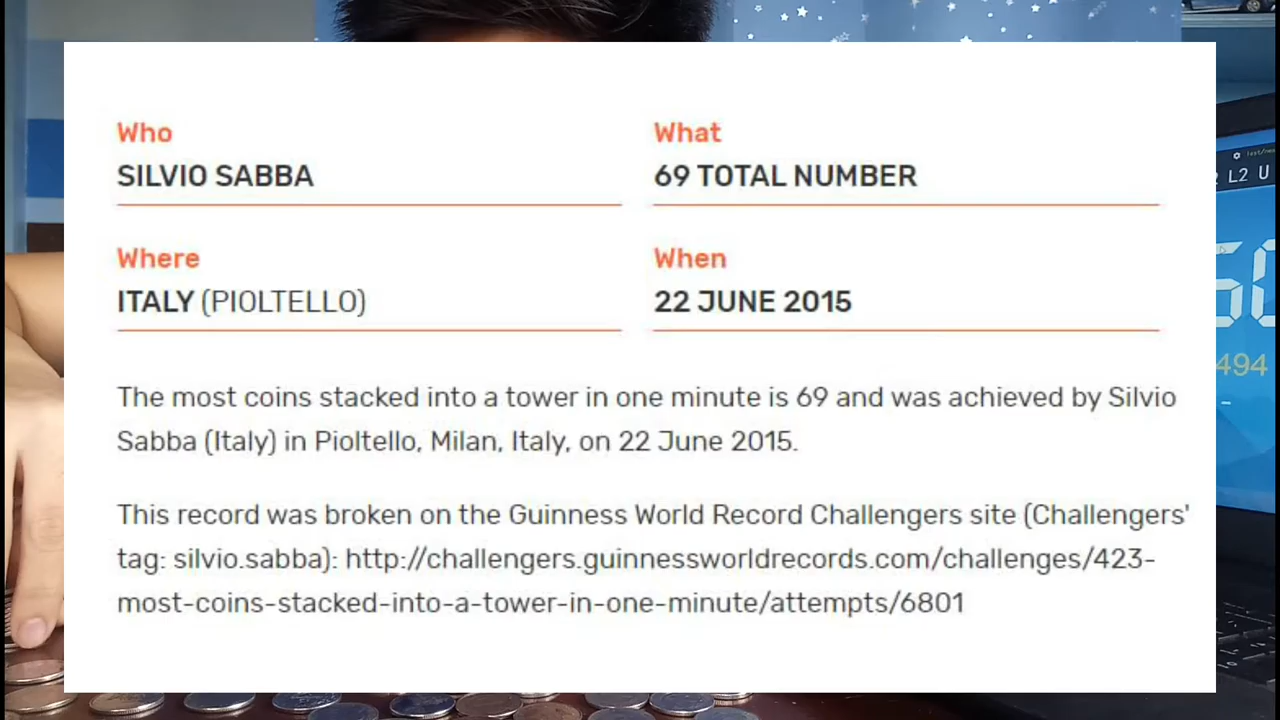 Who
SILVIO SABBA
What
69 TOTAL NUMBER
Where
ITALY (PIOLTELLO)
When
22 JUNE 2015
The most coins stacked into a tower in one minute is 69 and was achieved by Silvio
Sabba (Italy) in Pioltello, Milan, Italy, on 22 June 2015.
This record was broken on the Guinness World Record Challengers site (Challengers'
tag: silvio.sabba): http://challengers.guinnessworldrecords.com/challenges/423-
most-coins-stacked-into-a-tower-in-one-minute/attempts/6801
L2 U
494